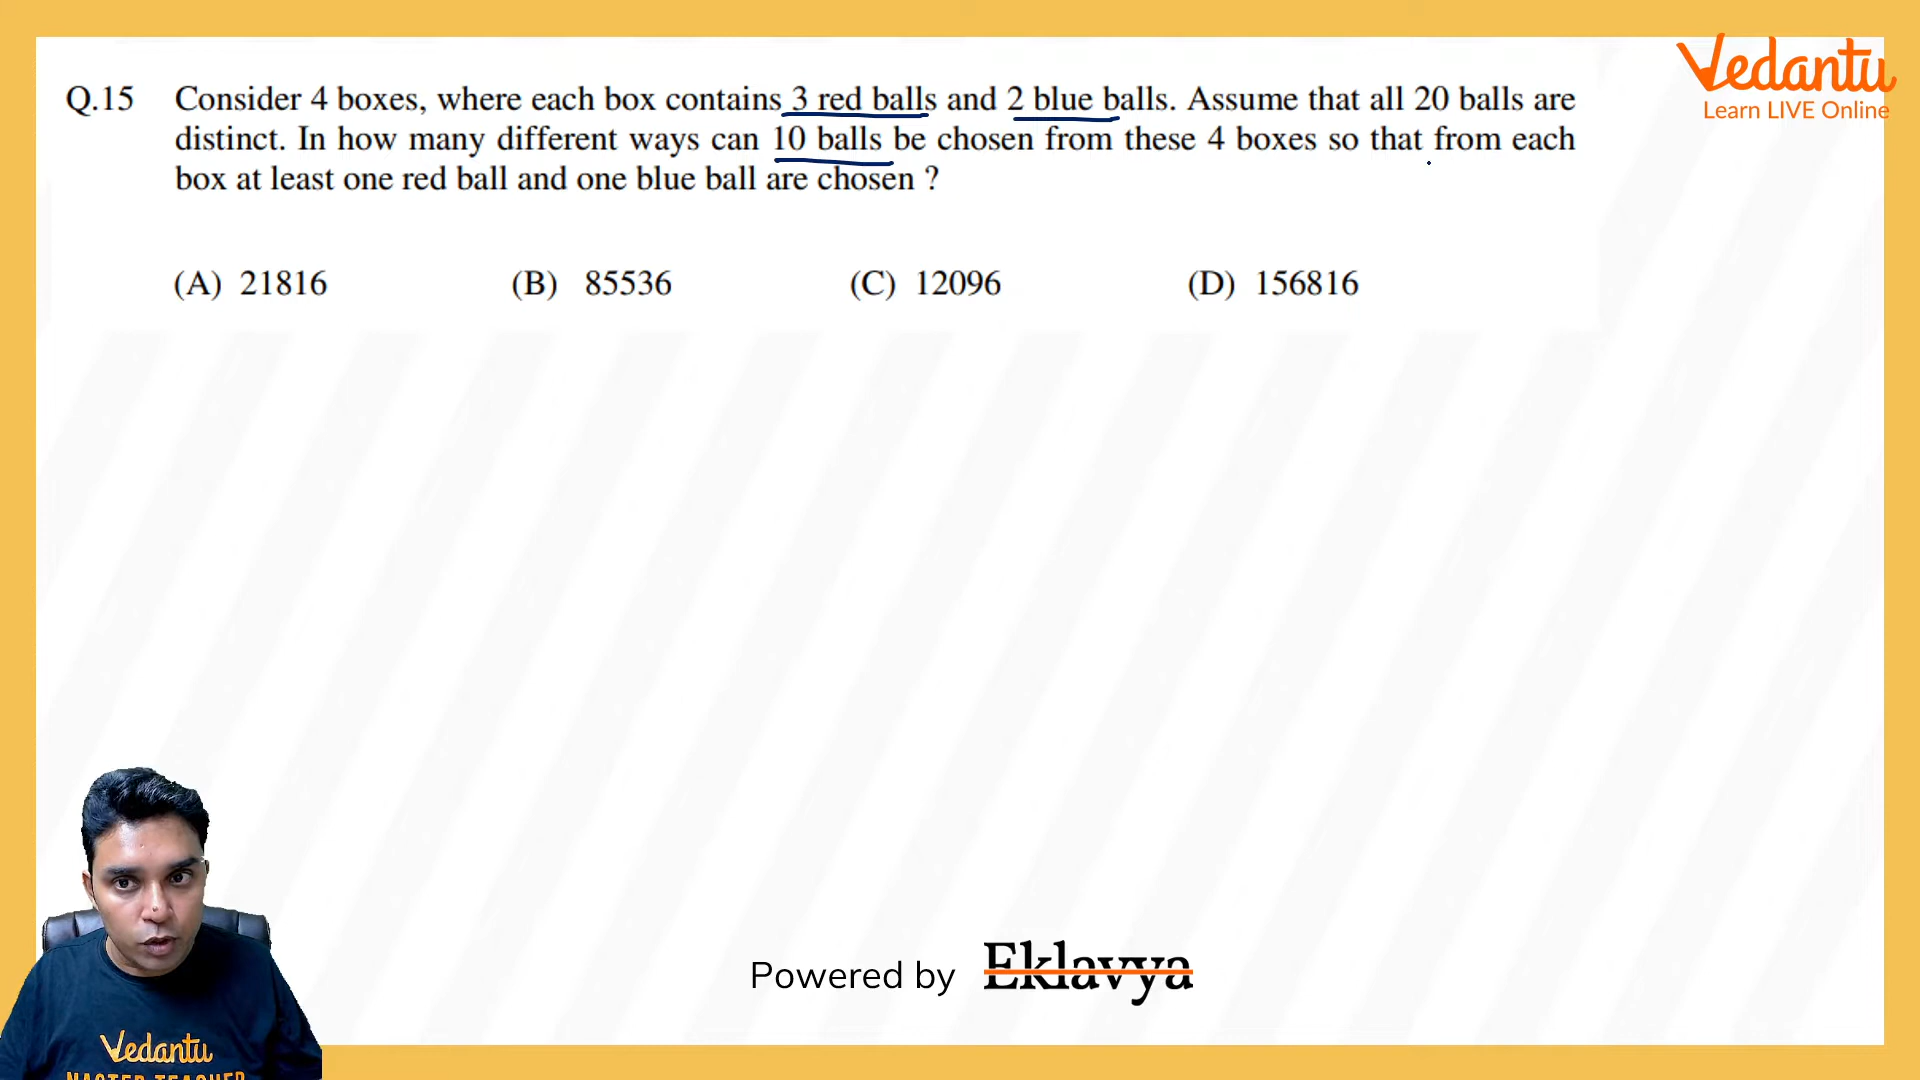 Vedantu
Learn LIVE Online
Q.15 Consider 4 boxes, where each box contains 3 red balls and 2 blue balls. Assume that all 20 balls are
distinct. In how many different ways can 10 balls be chosen from these 4 boxes so that from each
box at least one red ball and one blue ball are chosen ?
(A) 21816 (B) 85536 (C) 12096 (D) 156816
Powered by Eklavya
Vedantu
MASTER TEACHER